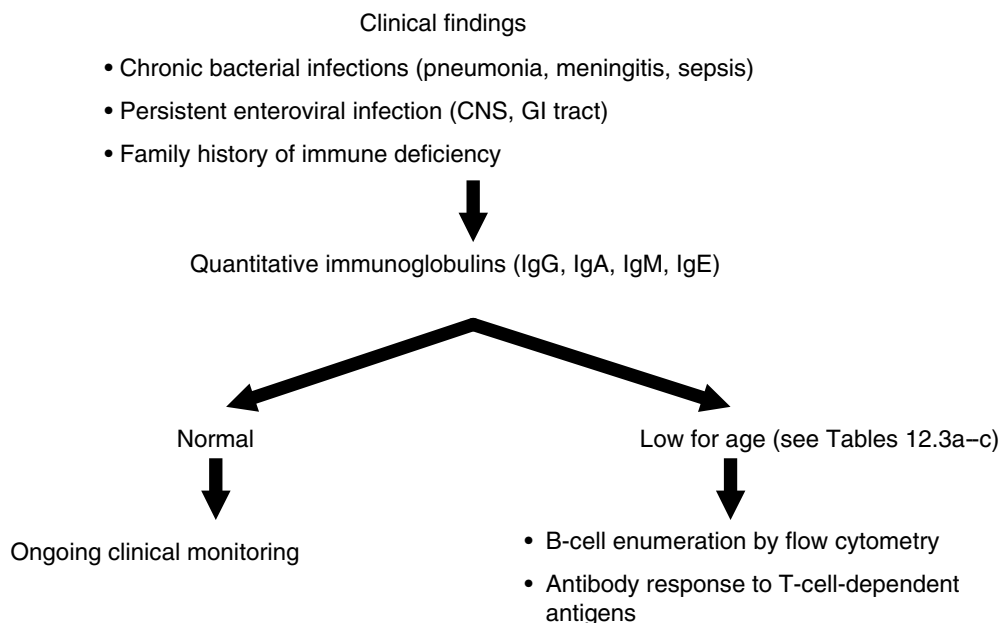 Clinical findings
• Chronic bacterial infections (pneumonia, meningitis, sepsis)
• Persistent enteroviral infection (CNS, GI tract)
• Family history of immune deficiency
Quantitative immunoglobulins (IgG, IgA, IgM, IgE)
Normal
Low for age (see Tables 12.3a–c)
Ongoing clinical monitoring
• B-cell enumeration by flow cytometry
• Antibody response to T-cell-dependent
antigens